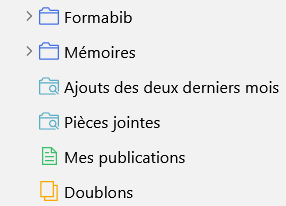 Formabib
Mémoires
Ajouts des deux derniers mois
Pièces jointes
Mes publications
Doublons